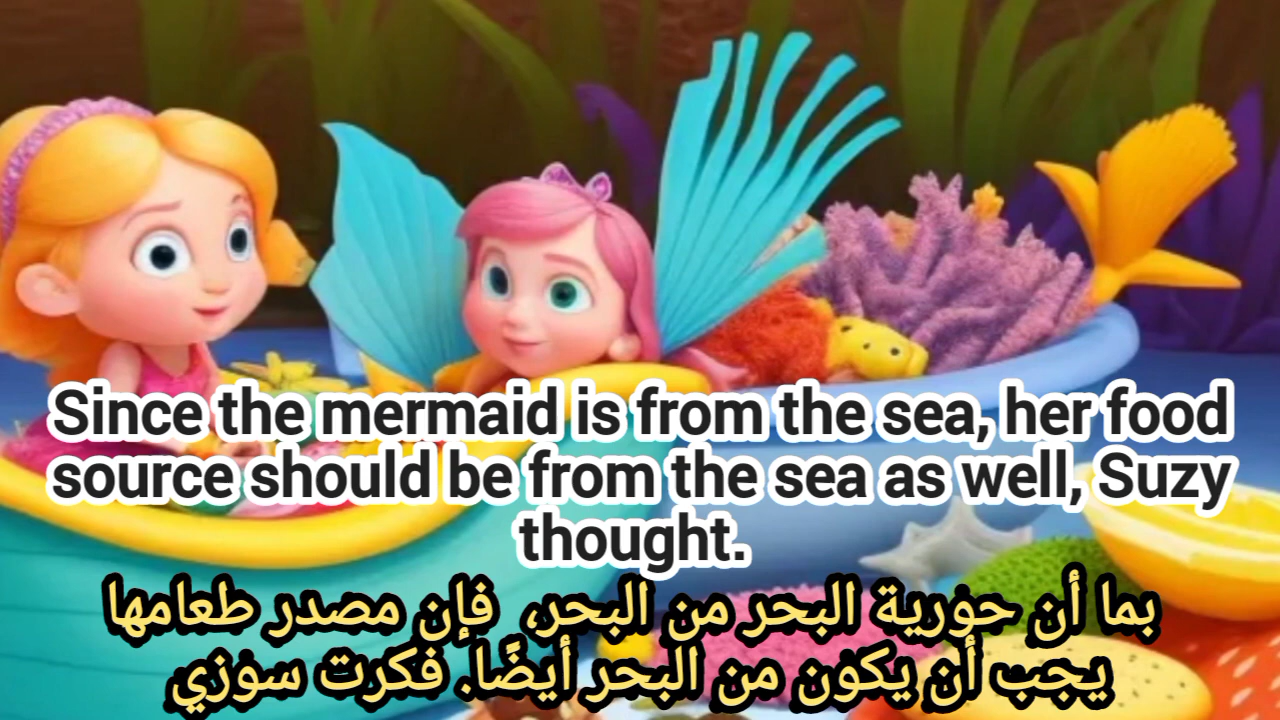 Since the mermaid is from the sea, her food
source should be from the sea as well, Suzy
thought.
بما أن حورية البحر من البحر، فإن مصدر طعامها
يجب أن يكون من البحر أيضًا. فكرت سوزي